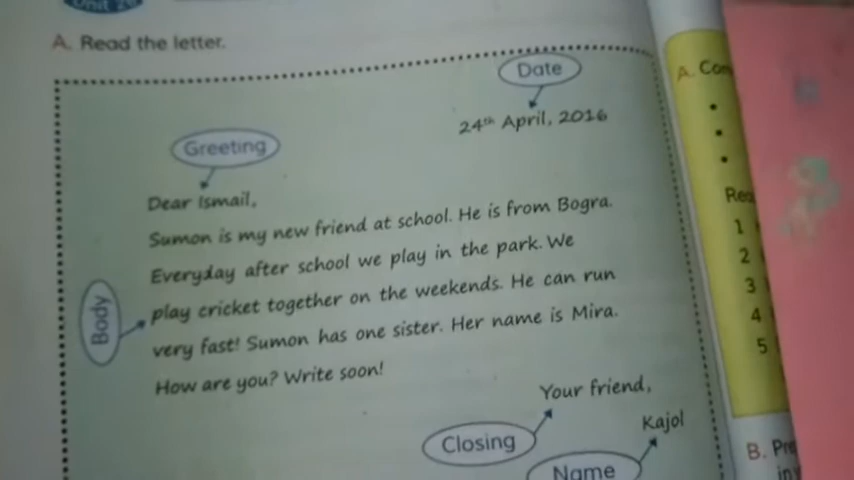 Unit 26
A. Read the letter.
Date
24th April, 2016
Greeting
Dear Ismail,
Sumon is my new friend at school. He is from Bogra.
Everyday after school we play in the park. We
play cricket together on the weekends. He can run
very fast! Sumon has one sister. Her name is Mira.
How are you? Write soon!
Body
Your friend,
Closing
Kajol
Name
A.
1
2
3
4
5
B.